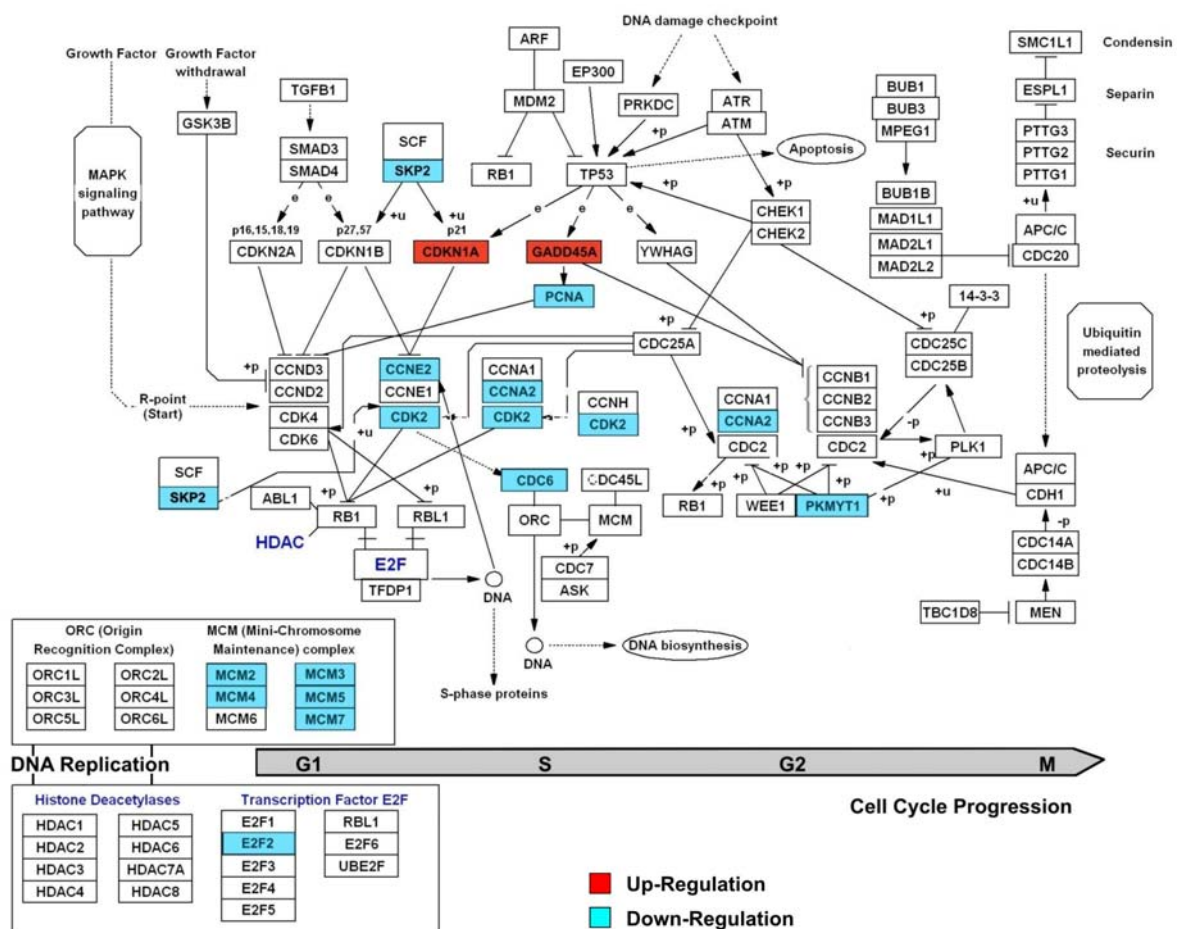 DNA damage checkpoint
ARF
SMC1L1 Condensin
Growth Factor
Growth Factor
withdrawal
EP300
TGFB1
MDM2
PRKDC
ATR
ATM
BUB1
BUB3
MPEG1
ESPL1 Separin
GSK3B
SCF
SKP2
+p
PTTG3
PTTG2 Securin
PTTG1
MAPK
signaling
pathway
SMAD3
SMAD4
RB1
TP53
Apoptosis
+p
+p
BUB1B
MAD1L1
MAD2L1
MAD2L2
+u
e
e
+u
+u
e
e
e
CHEK1
CHEK2
APC/C
CDC20
p16,15,18,19
p27,57
p21
CDKN2A
CDKN1B
CDKN1A
GADD45A
YWHAG
PCNA
14-3-3
+p
+p
Ubiquitin
mediated
proteolysis
CDC25A
CDC25C
CDC25B
+p
CCND3
CCND2
CDK4
CDK6
CCNE2
CCNE1
CDK2
CCNA1
CCNA2
CDK2
CCNH
CDK2
CCNA1
CCNA2
CDC2
CCNB1
CCNB2
CCNB3
CDC2
R-point
(Start)
+u
+p
-p
PLK1
+p
SCF
SKP2
CDC6
CDC45L
APC/C
CDH1
+p
+p
+p
+p
+p
+p
+u
ABL1
RB1
RBL1
ORC
MCM
RB1
WEE1
PKMYT1
HDAC
-p
CDC14A
CDC14B
E2F
TFDP1
+p
CDC7
ASK
DNA
TBC1D8
MEN
DNA
DNA biosynthesis
S-phase proteins
ORC (Origin
Recognition Complex)
MCM (Mini-Chromosome
Maintenance) complex
ORC1L ORC2L MCM2 MCM3
ORC3L ORC4L MCM4 MCM5
ORC5L ORC6L MCM6 MCM7
DNA Replication
G1 S G2 M
Cell Cycle Progression
Histone Deacetylases Transcription Factor E2F
HDAC1 HDAC5 E2F1 RBL1
HDAC2 HDAC6 E2F2 E2F6
HDAC3 HDAC7A E2F3 UBE2F
HDAC4 HDAC8 E2F4
E2F5
Up-Regulation
Down-Regulation